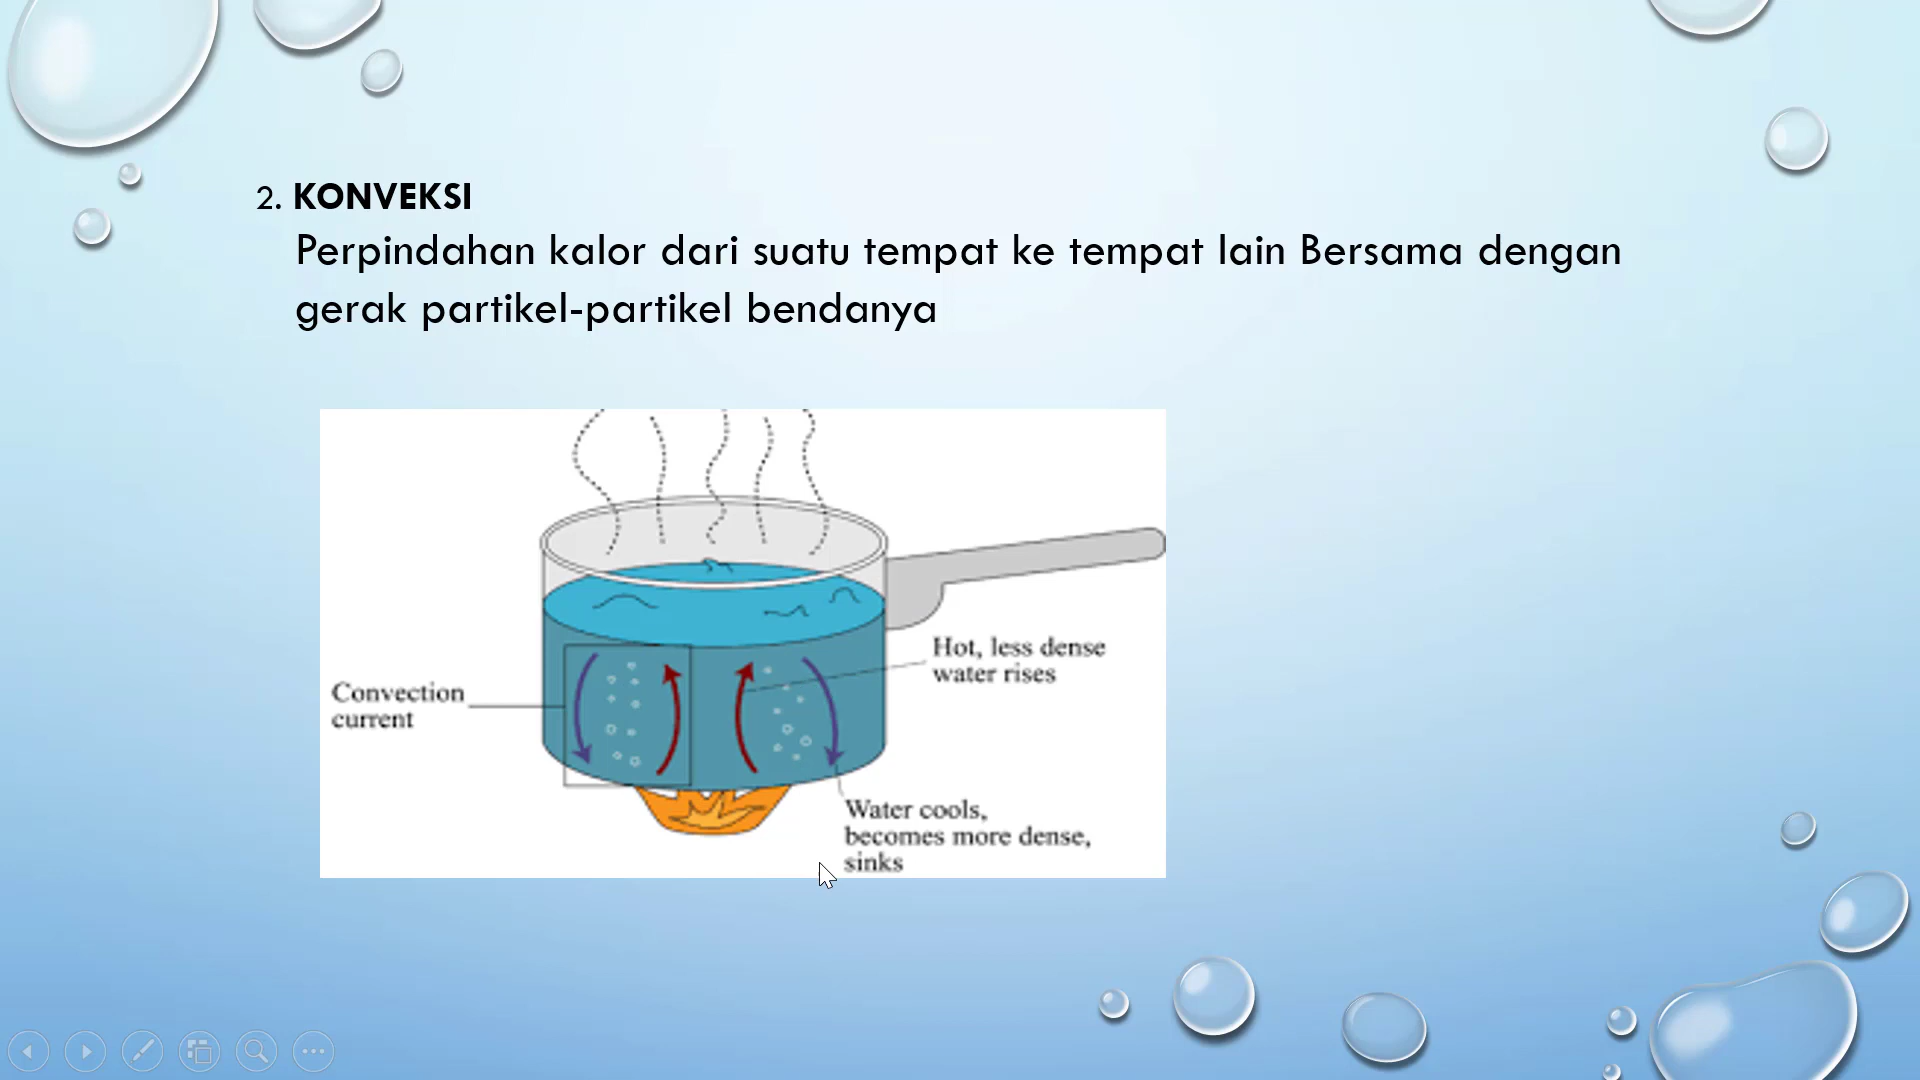 2. KONVEKSI
Perpindahan kalor dari suatu tempat ke tempat lain Bersama dengan
gerak partikel-partikel bendanya
Hot, less dense
water rises
Convection
current
Water cools,
becomes more dense,
sinks